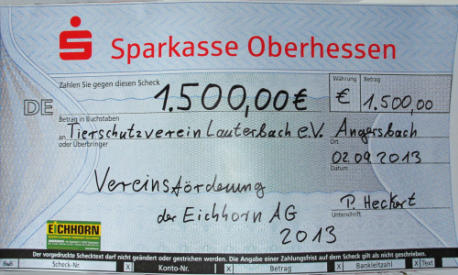 Sparkasse Oberhessen
Zahlen Sie gegen diesen Scheck
Währung
Betrag
1.500,00€
€
1.500,00
DE
Betrag in Buchstaben
an Tierschutzverein Lauterbach e.V.
Angersbach
oder Überbringer
Ort
02.09.2013
Datum
Vereinsförderung
der Eichhorn AG
2013
P. Heckert
Unterschrift
EICHHORN
Der vorgedruckte Schecktext darf nicht geändert oder gestrichen werden. Die Angabe einer Zahlungsfrist auf dem Scheck gilt als nicht geschrieben.
Scheck-Nr.
X
Konto-Nr.
X
Betrag
X
Bankleitzahl
X
Text